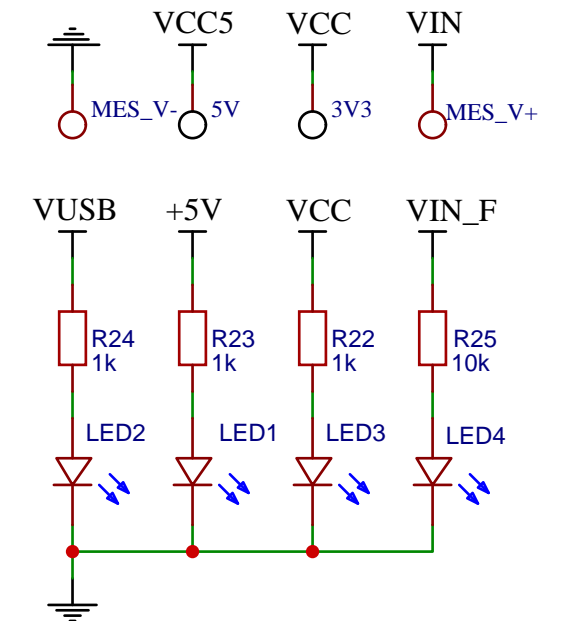 VCC5 VCC VIN
MES_V- 5V 3V3 MES_V+
VUSB +5V VCC VIN_F
R24 R23 R22 R25
1k 1k 1k 10k
LED2 LED1 LED3 LED4